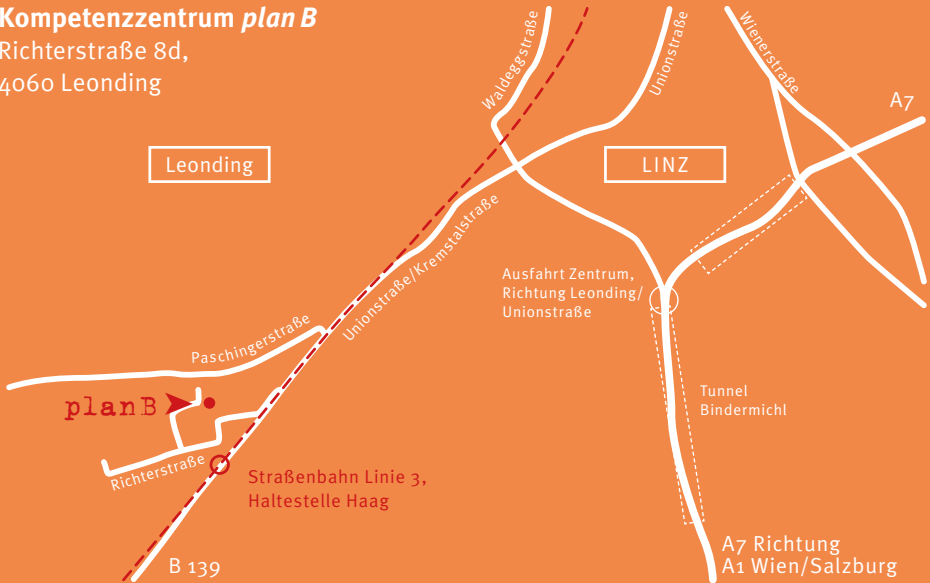 Kompetenzzentrum plan B
Richterstraße 8d,
4060 Leonding
Waldeggstraße
Unionstraße
Wienerstraße
A7
Leonding
LINZ
Unionstraße/Kremstalstraße
Ausfahrt Zentrum,
Richtung Leonding/
Unionstraße
Paschingerstraße
planB
Tunnel
Bindermichl
Richterstraße
Straßenbahn Linie 3,
Haltestelle Haag
B 139
A7 Richtung
A1 Wien/Salzburg